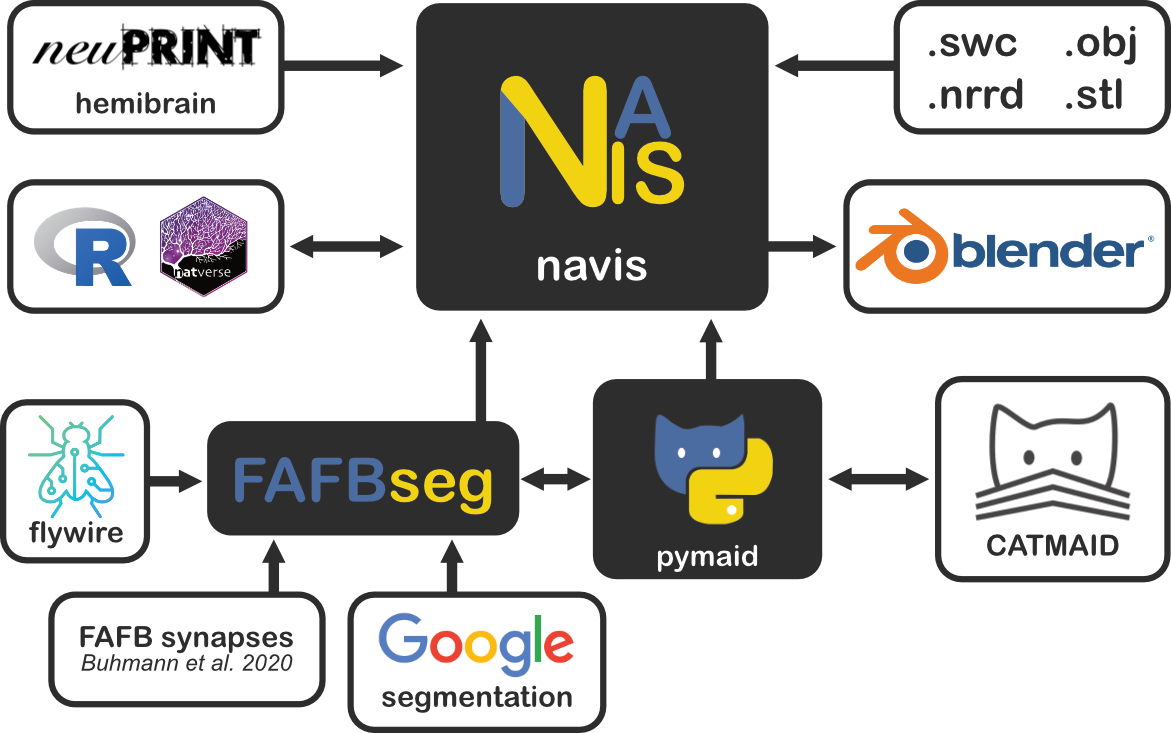 neuPRINT
hemibrain
NAVIS
navis
.swc .obj
.nrrd .stl
R
natverse
blender®
flywire
FAFBseg
pymaid
CATMAID
FAFB synapses
Buhmann et al. 2020
Google
segmentation